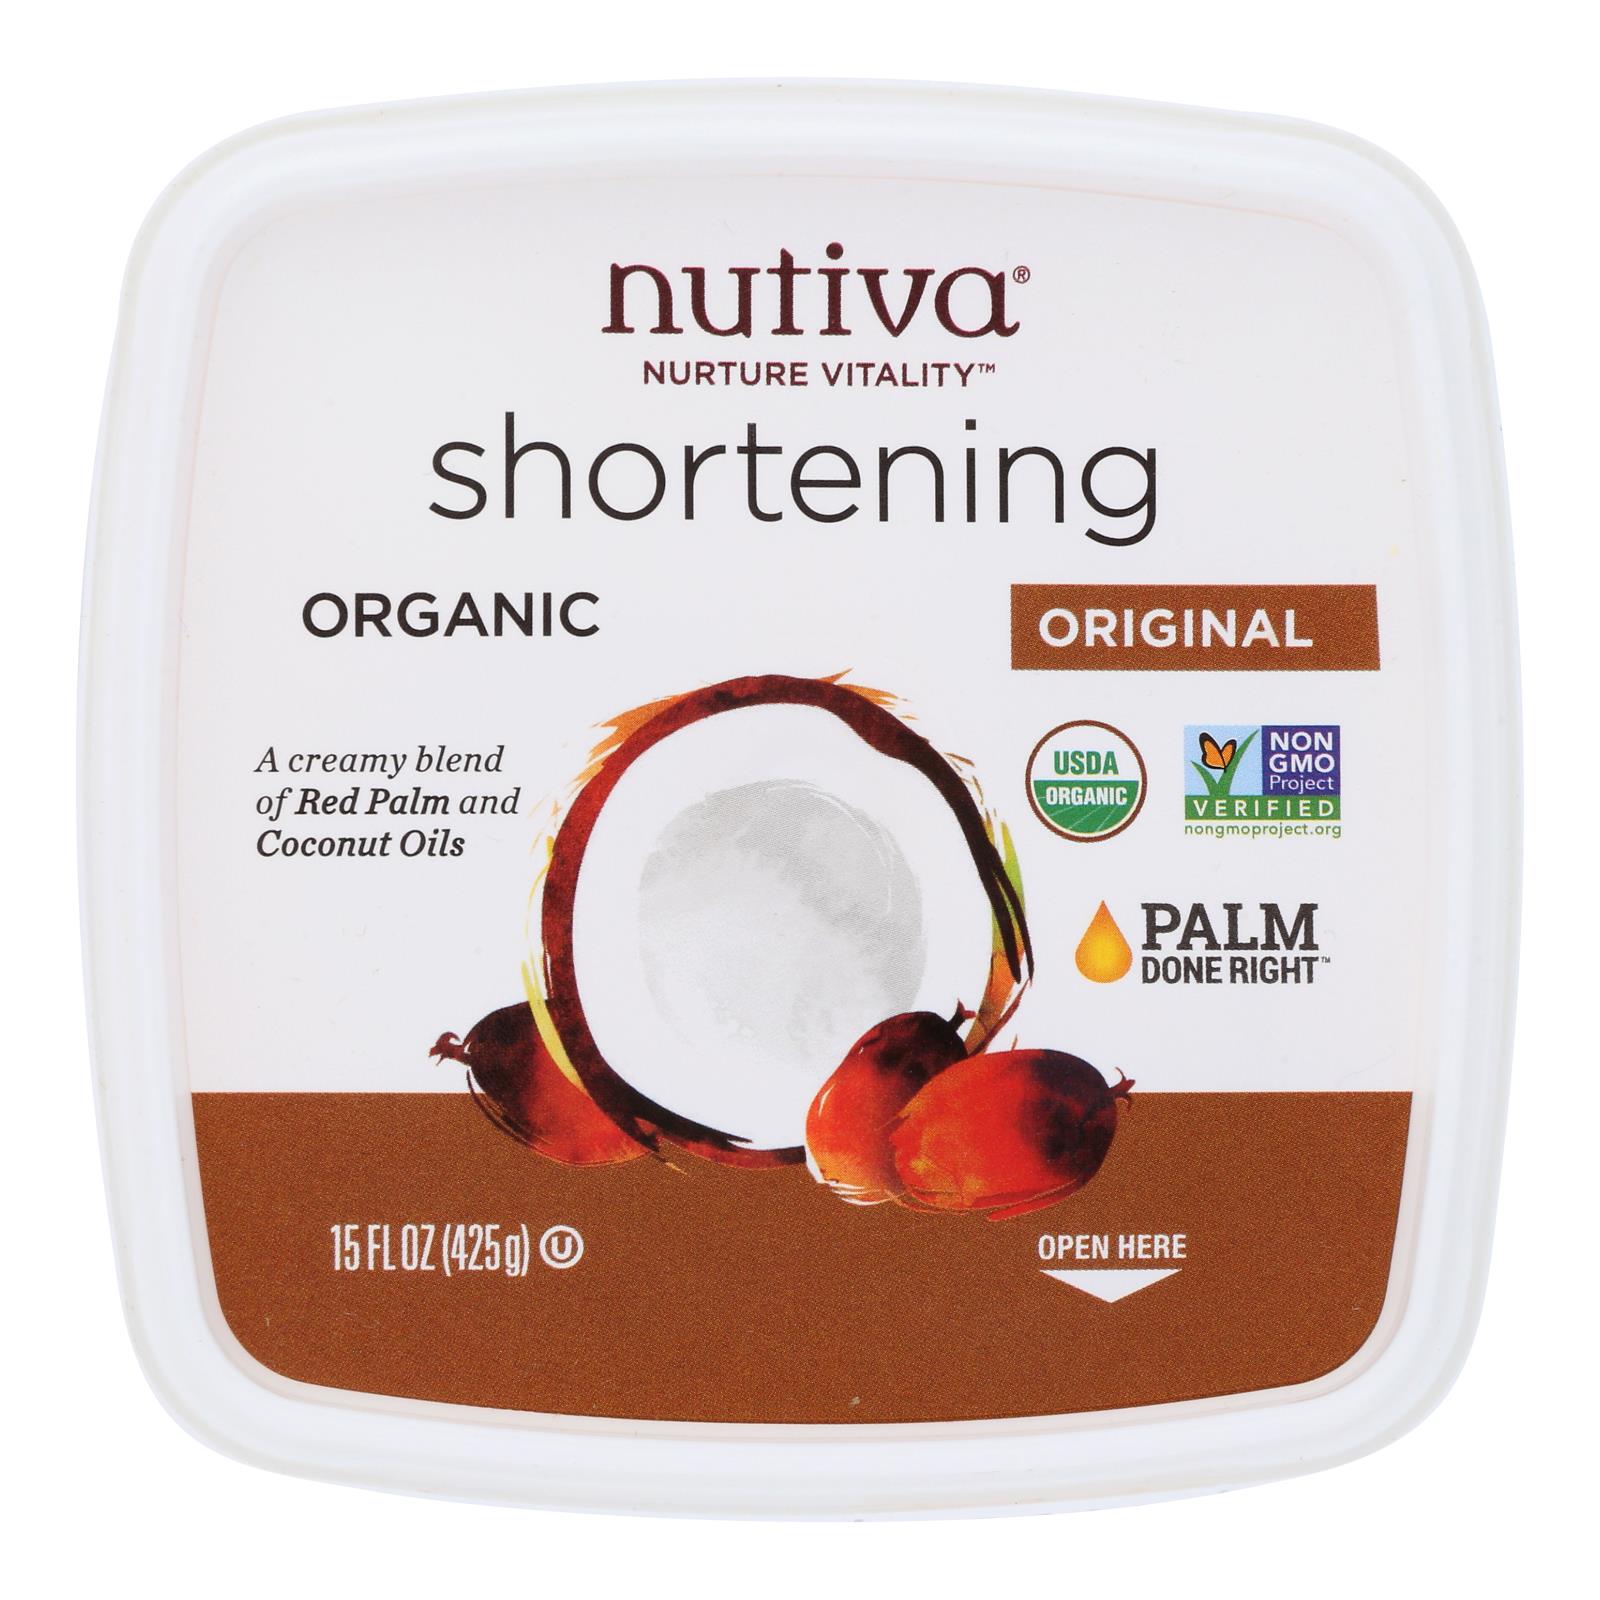 nutiva®
NURTURE VITALITY™
shortening
ORGANIC
ORIGINAL
A creamy blend
of Red Palm and
Coconut Oils
USDA
ORGANIC
NON
GMO
Project
VERIFIED
nongmoproject.org
PALM
DONE RIGHT™
15 FL OZ (425g) U
OPEN HERE